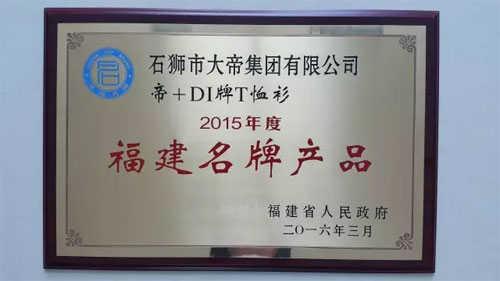 石狮市大帝集团有限公司
帝+DI牌T恤衫
2015年度
福建名牌产品
福建省人民政府
二〇一六年三月